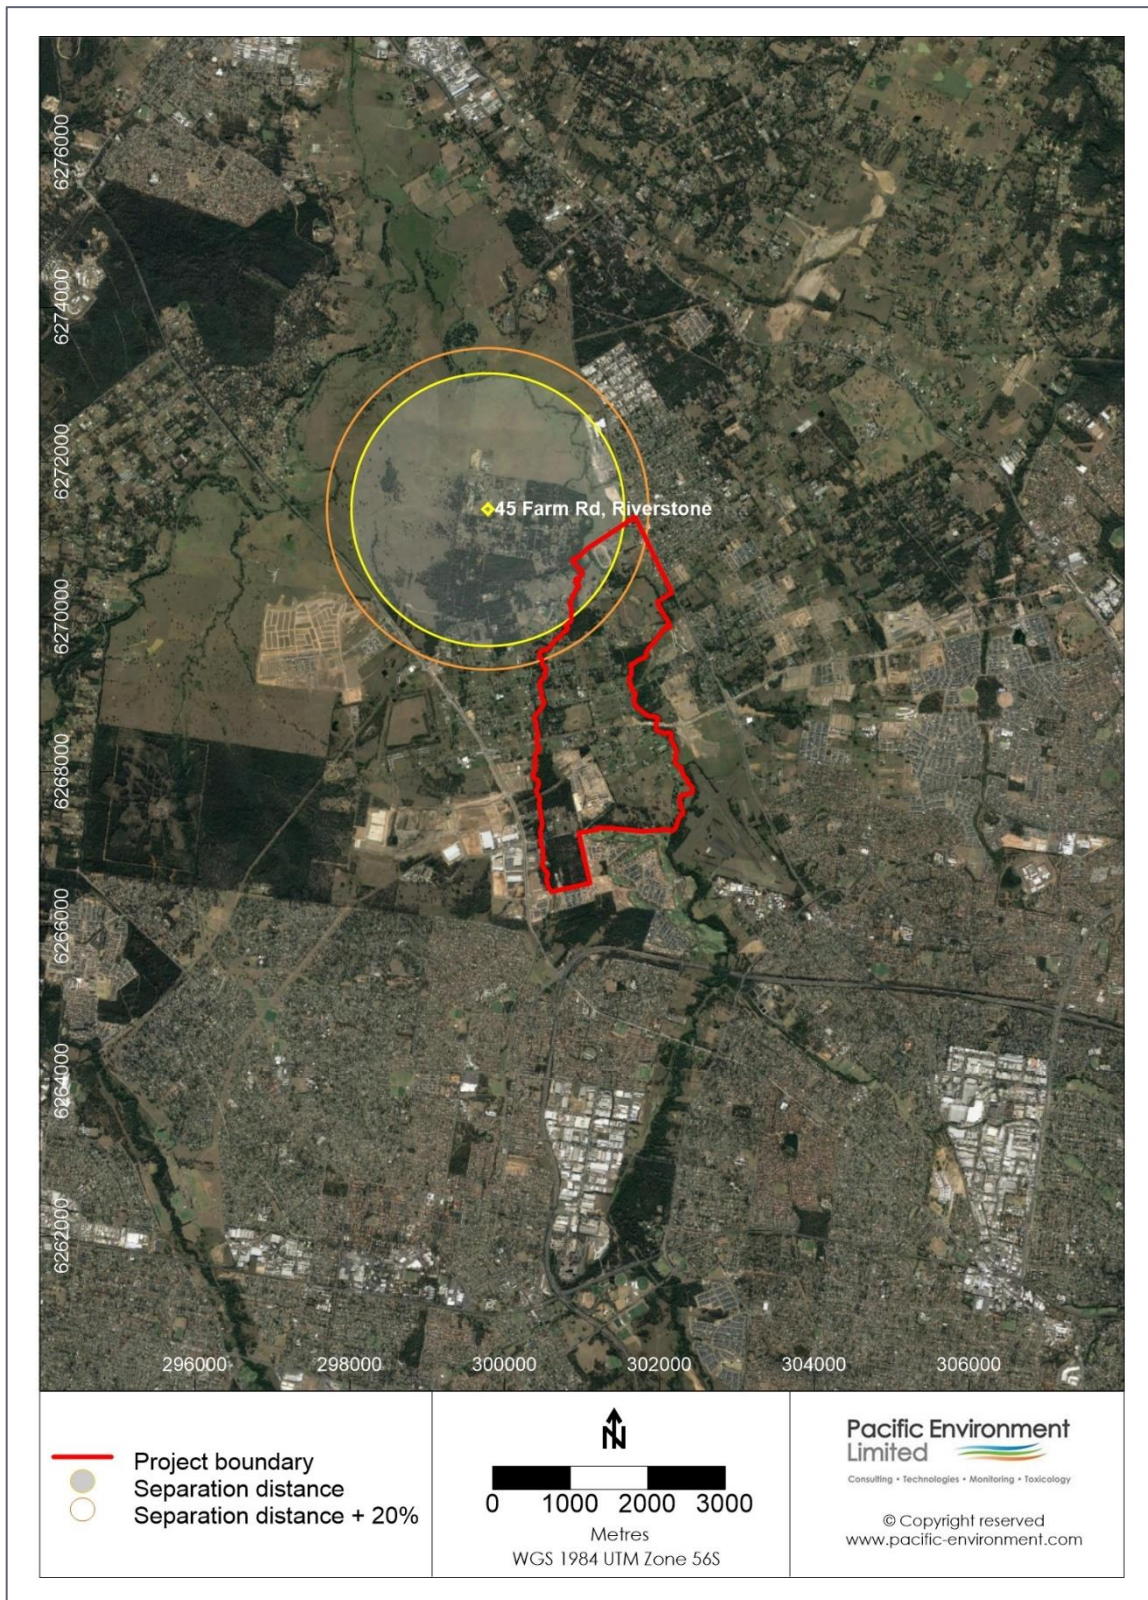 6276000
6274000
6272000
45 Farm Rd, Riverstone
6270000
6268000
6266000
6264000
6262000
296000 298000 300000 302000 304000 306000
Project boundary
Separation distance
Separation distance + 20%
N
0 1000 2000 3000
Metres
WGS 1984 UTM Zone 56S
Pacific Environment
Limited
Consulting • Technologies • Monitoring • Toxicology
© Copyright reserved
www.pacific-environment.com